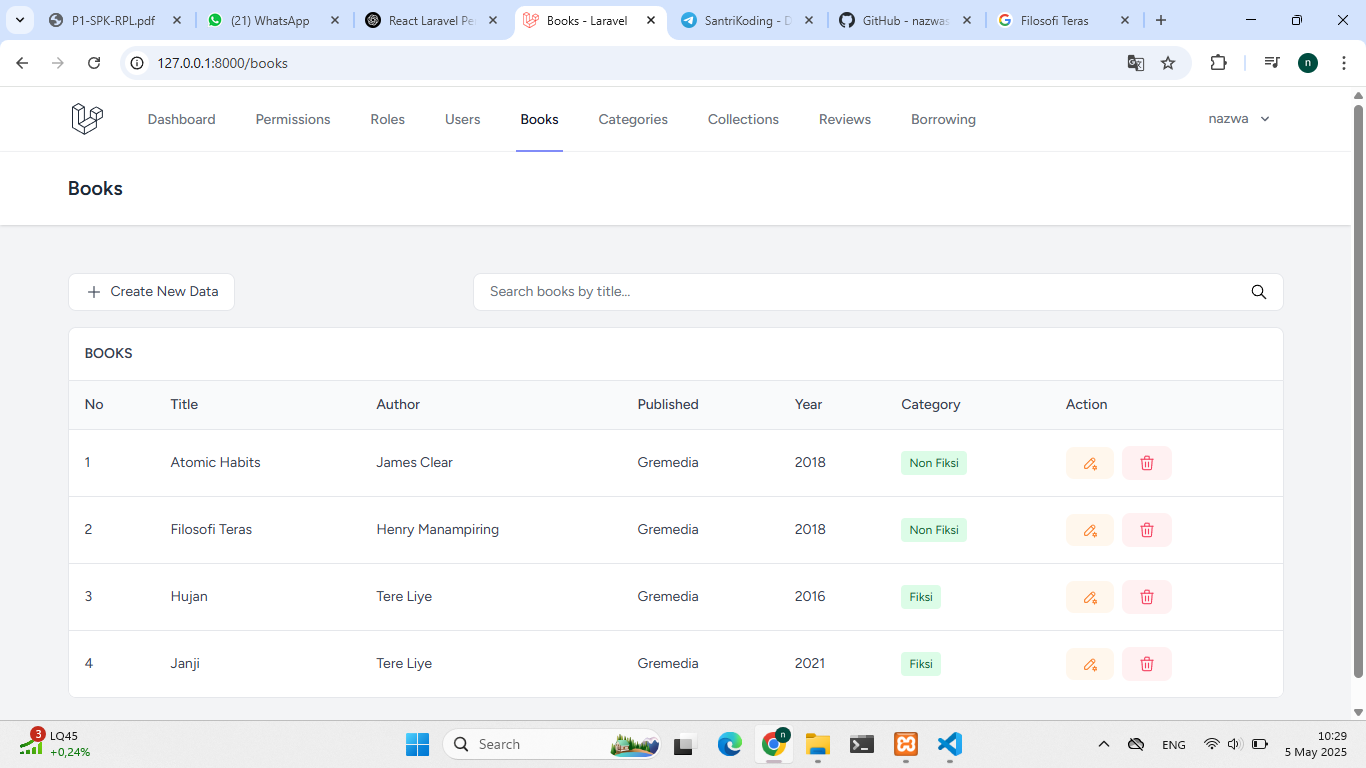 P1-SPK-RPL.pdf
(21) WhatsApp
React Laravel Pe
Books - Laravel
SantriKoding - D
GitHub - nazwas
Filosofi Teras
127.0.0.1:8000/books
n
Dashboard Permissions Roles Users Books Categories Collections Reviews Borrowing nazwa
Books
Create New Data
Search books by title...
BOOKS
No Title Author Published Year Category Action
1 Atomic Habits James Clear Gremedia 2018 Non Fiksi
2 Filosofi Teras Henry Manampiring Gremedia 2018 Non Fiksi
3 Hujan Tere Liye Gremedia 2016 Fiksi
4 Janji Tere Liye Gremedia 2021 Fiksi
3
LQ45
+0,24%
Search
n
ENG
10:29
5 May 2025